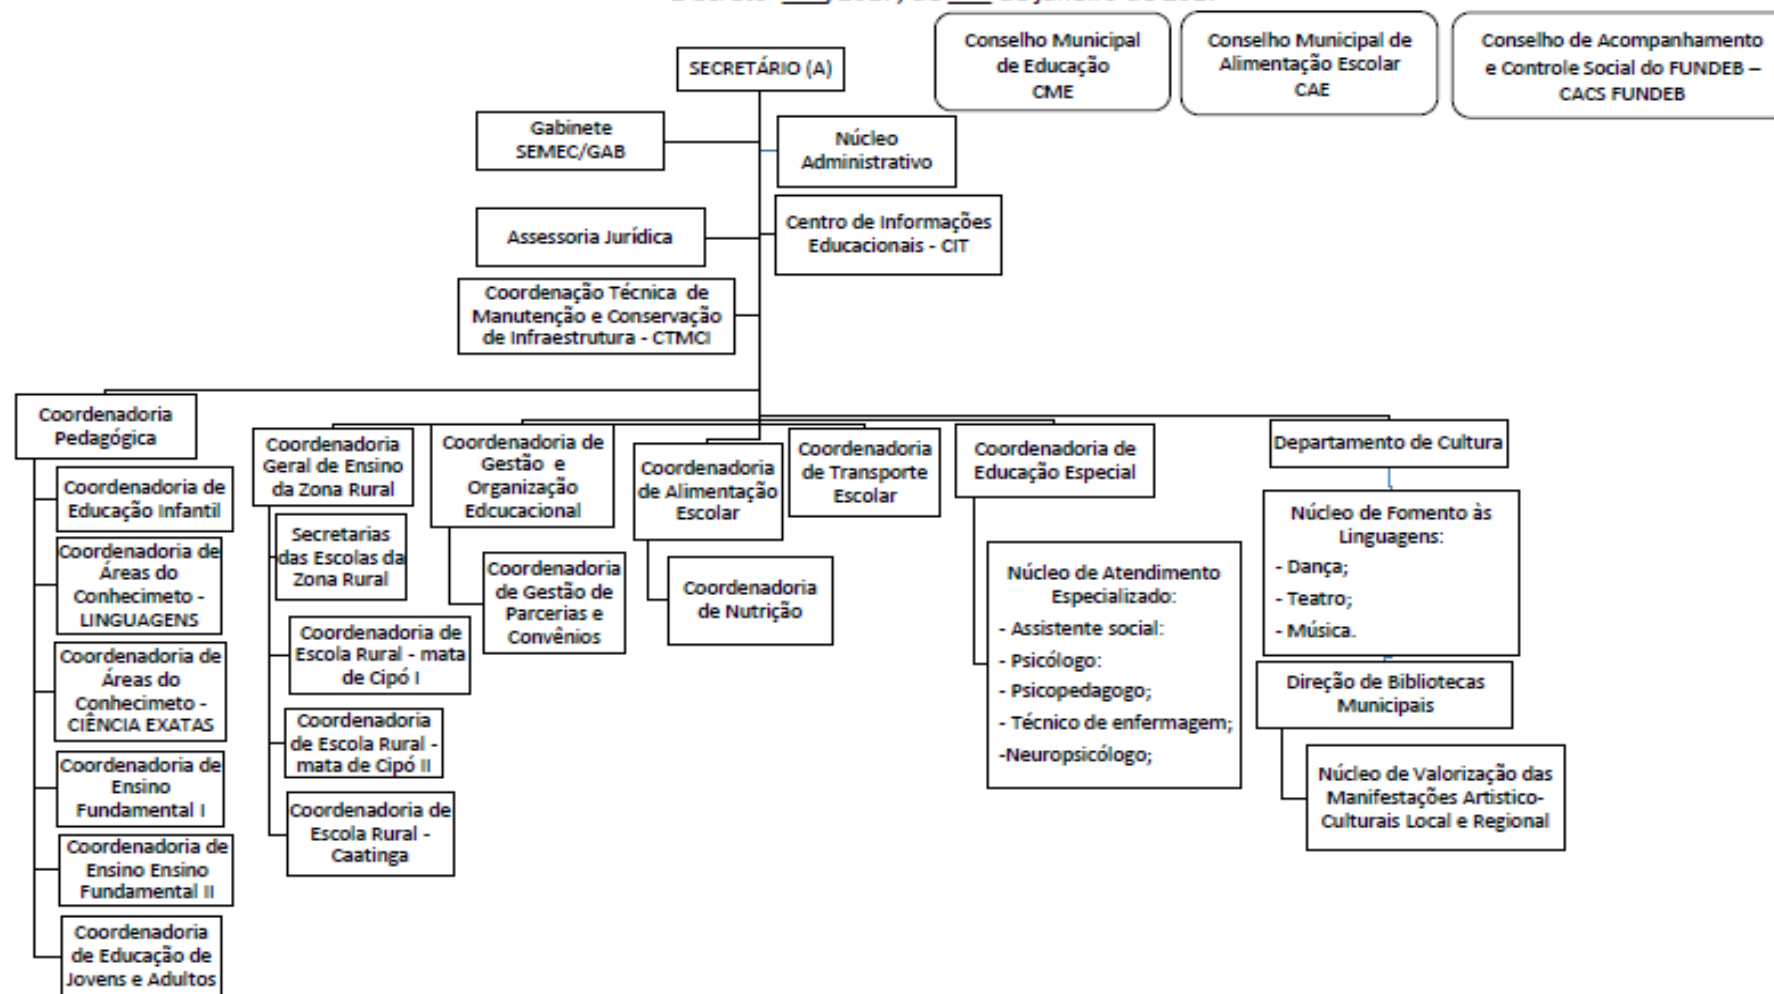 SECRETÁRIO (A)
Conselho Municipal
de Educação
CME
Conselho Municipal de
Alimentação Escolar
CAE
Conselho de Acompanhamento
e Controle Social do FUNDEB –
CACS FUNDEB
Gabinete
SEMEC/GAB
Núcleo
Administrativo
Assessoria Jurídica
Centro de Informações
Educacionais - CIT
Coordenação Técnica de
Manutenção e Conservação
de Infraestrutura - CTMCI
Coordenadoria
Pedagógica
Coordenadoria de
Educação Infantil
Coordenadoria de
Áreas do
Conhecimeto -
LINGUAGENS
Coordenadoria de
Áreas do
Conhecimeto -
CIÊNCIA EXATAS
Coordenadoria de
Ensino
Fundamental I
Coordenadoria de
Ensino Ensino
Fundamental II
Coordenadoria
de Educação de
Jovens e Adultos
Coordenadoria
Geral de Ensino
da Zona Rural
Secretarias
das Escolas da
Zona Rural
Coordenadoria de
Escola Rural - mata
de Cipó I
Coordenadoria
de Escola Rural -
mata de Cipó II
Coordenadoria de
Escola Rural -
Caatinga
Coordenadoria de
Gestão e
Organização
Edcucacional
Coordenadoria
de Gestão de
Parcerias e
Convênios
Coordenadoria
de Alimentação
Escolar
Coordenadoria
de Nutrição
Coordenadoria
de Transporte
Escolar
Coordenadoria de
Educação Especial
Núcleo de Atendimento
Especializado:
- Assistente social:
- Psicólogo:
- Psicopedagogo;
- Técnico de enfermagem;
-Neuropsicólogo;
Departamento de Cultura
Núcleo de Fomento às
Linguagens:
- Dança;
- Teatro;
- Música.
Direção de Bibliotecas
Municipais
Núcleo de Valorização das
Manifestações Artistico-
Culturais Local e Regional